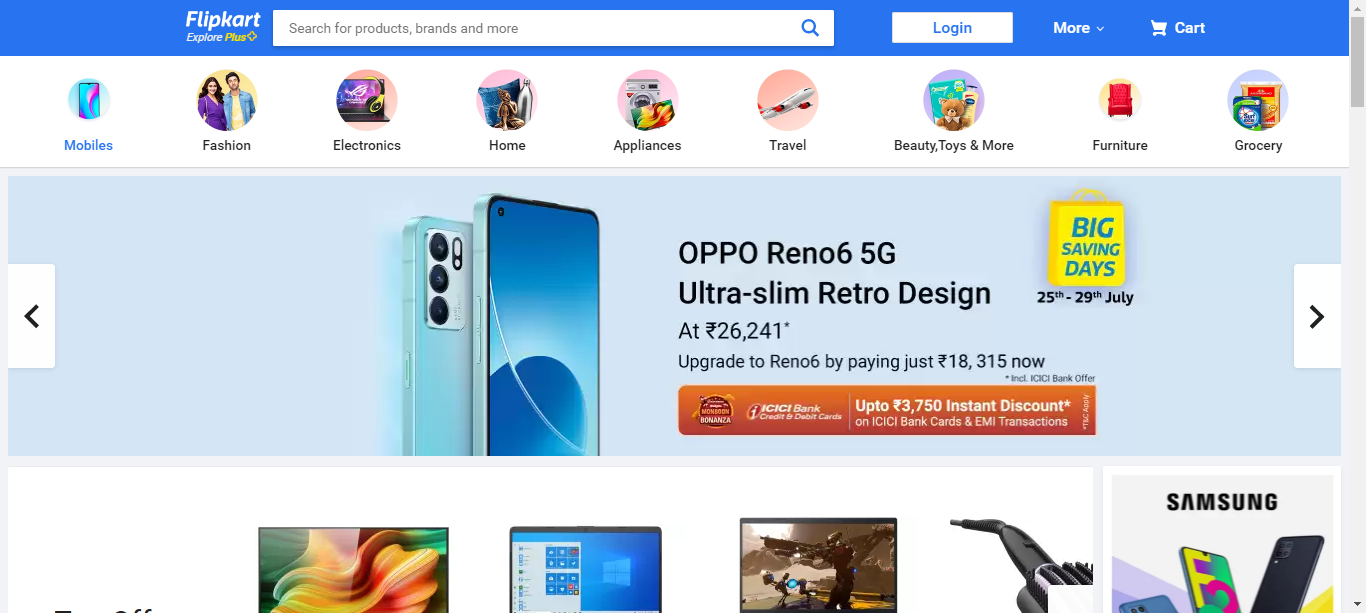 Flipkart
Explore Plus
Search for products, brands and more
Login
More
Cart
Mobiles
Fashion
Electronics
Home
Appliances
Travel
Beauty,Toys & More
Furniture
Grocery
OPPO Reno6 5G
Ultra-slim Retro Design
At ₹26,241*
Upgrade to Reno6 by paying just ₹18, 315 now
* Incl. ICICI Bank Offer
BIG
SAVING
DAYS
25th - 29th July
MONSOON
BONANZA
ICICI Bank
Credit & Debit Cards
Upto ₹3,750 Instant Discount*
on ICICI Bank Cards & EMI Transactions
*T&C Apply
SAMSUNG